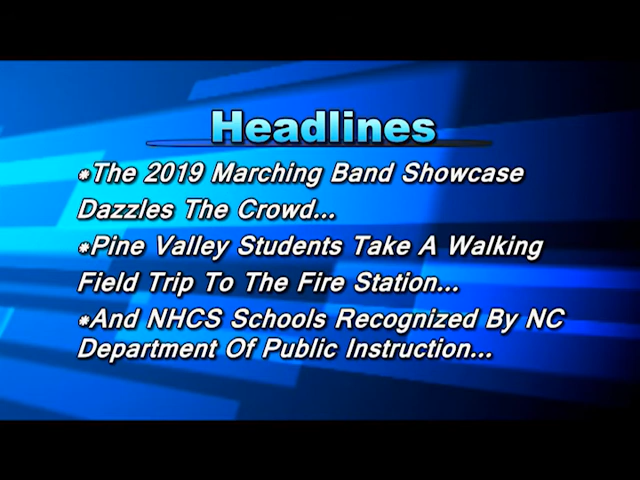 Headlines
*The 2019 Marching Band Showcase
Dazzles The Crowd...
*Pine Valley Students Take A Walking
Field Trip To The Fire Station...
*And NHCS Schools Recognized By NC
Department Of Public Instruction...